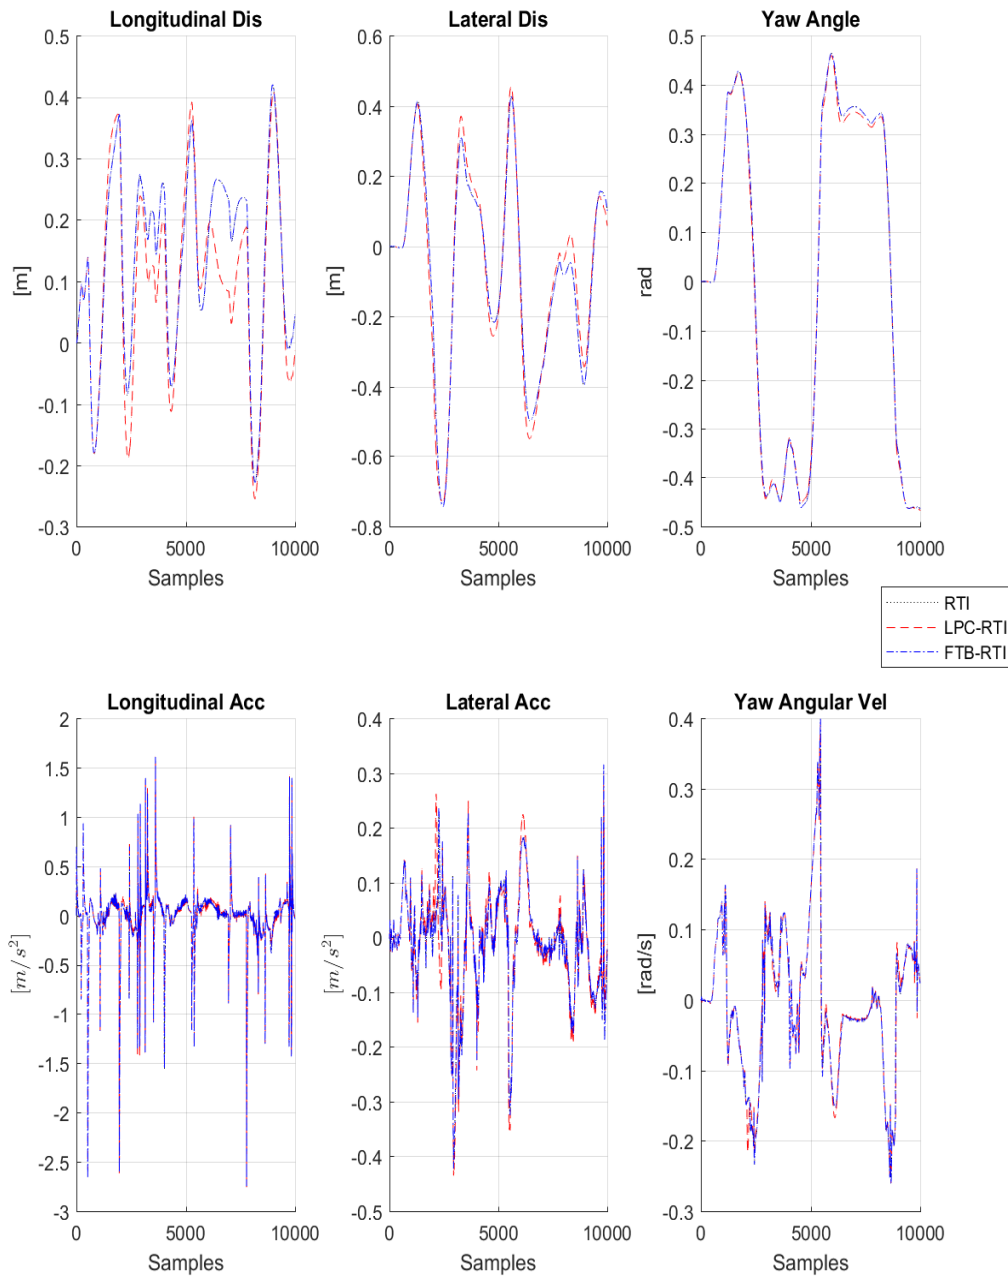 Longitudinal Dis
0.5
0.4
0.3
0.2
0.1
0
-0.1
-0.2
-0.3
[m]
0 5000 10000
Samples
Lateral Dis
0.6
0.4
0.2
0
-0.2
-0.4
-0.6
-0.8
[m]
0 5000 10000
Samples
Yaw Angle
0.5
0.4
0.3
0.2
0.1
0
-0.1
-0.2
-0.3
-0.4
-0.5
rad
0 5000 10000
Samples
RTI
LPC-RTI
FTB-RTI
Longitudinal Acc
2
1.5
1
0.5
0
-0.5
-1
-1.5
-2
-2.5
-3
[m/s²]
0 5000 10000
Samples
Lateral Acc
0.4
0.3
0.2
0.1
0
-0.1
-0.2
-0.3
-0.4
-0.5
[m/s²]
0 5000 10000
Samples
Yaw Angular Vel
0.4
0.3
0.2
0.1
0
-0.1
-0.2
-0.3
[rad/s]
0 5000 10000
Samples